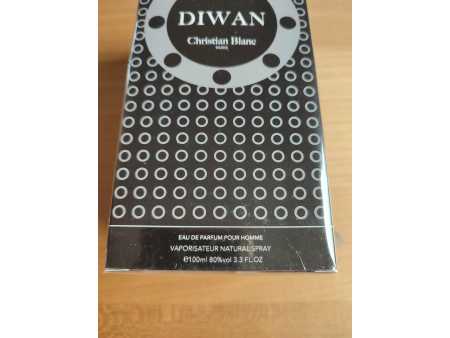 DIWAN
Christian Blanc
PARIS
EAU DE PARFUM POUR HOMME
VAPORISATEUR NATURAL SPRAY
℮100ml 80%vol 3.3 FL.OZ